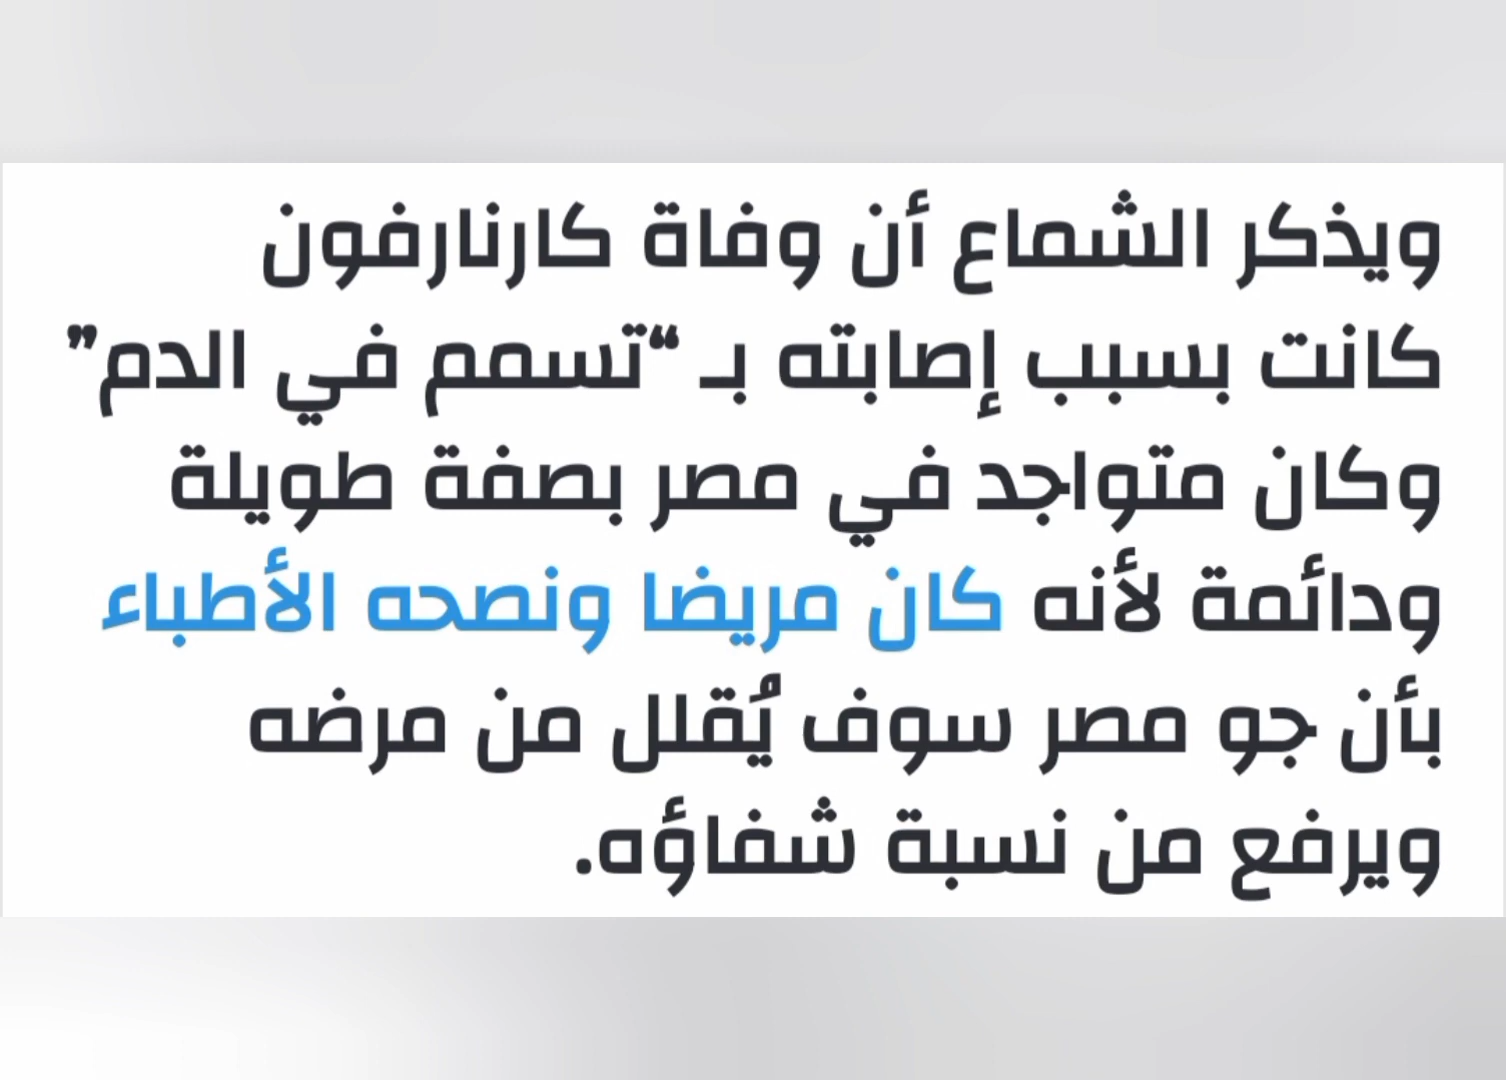 ويذكر الشماع أن وفاة كارنارفون
كانت بسبب إصابته بـ “تسمم في الدم”
وكان متواجد في مصر بصفة طويلة
ودائمة لأنه كان مريضا ونصحه الأطباء
بأن جو مصر سوف يُقلل من مرضه
ويرفع من نسبة شفاؤه.